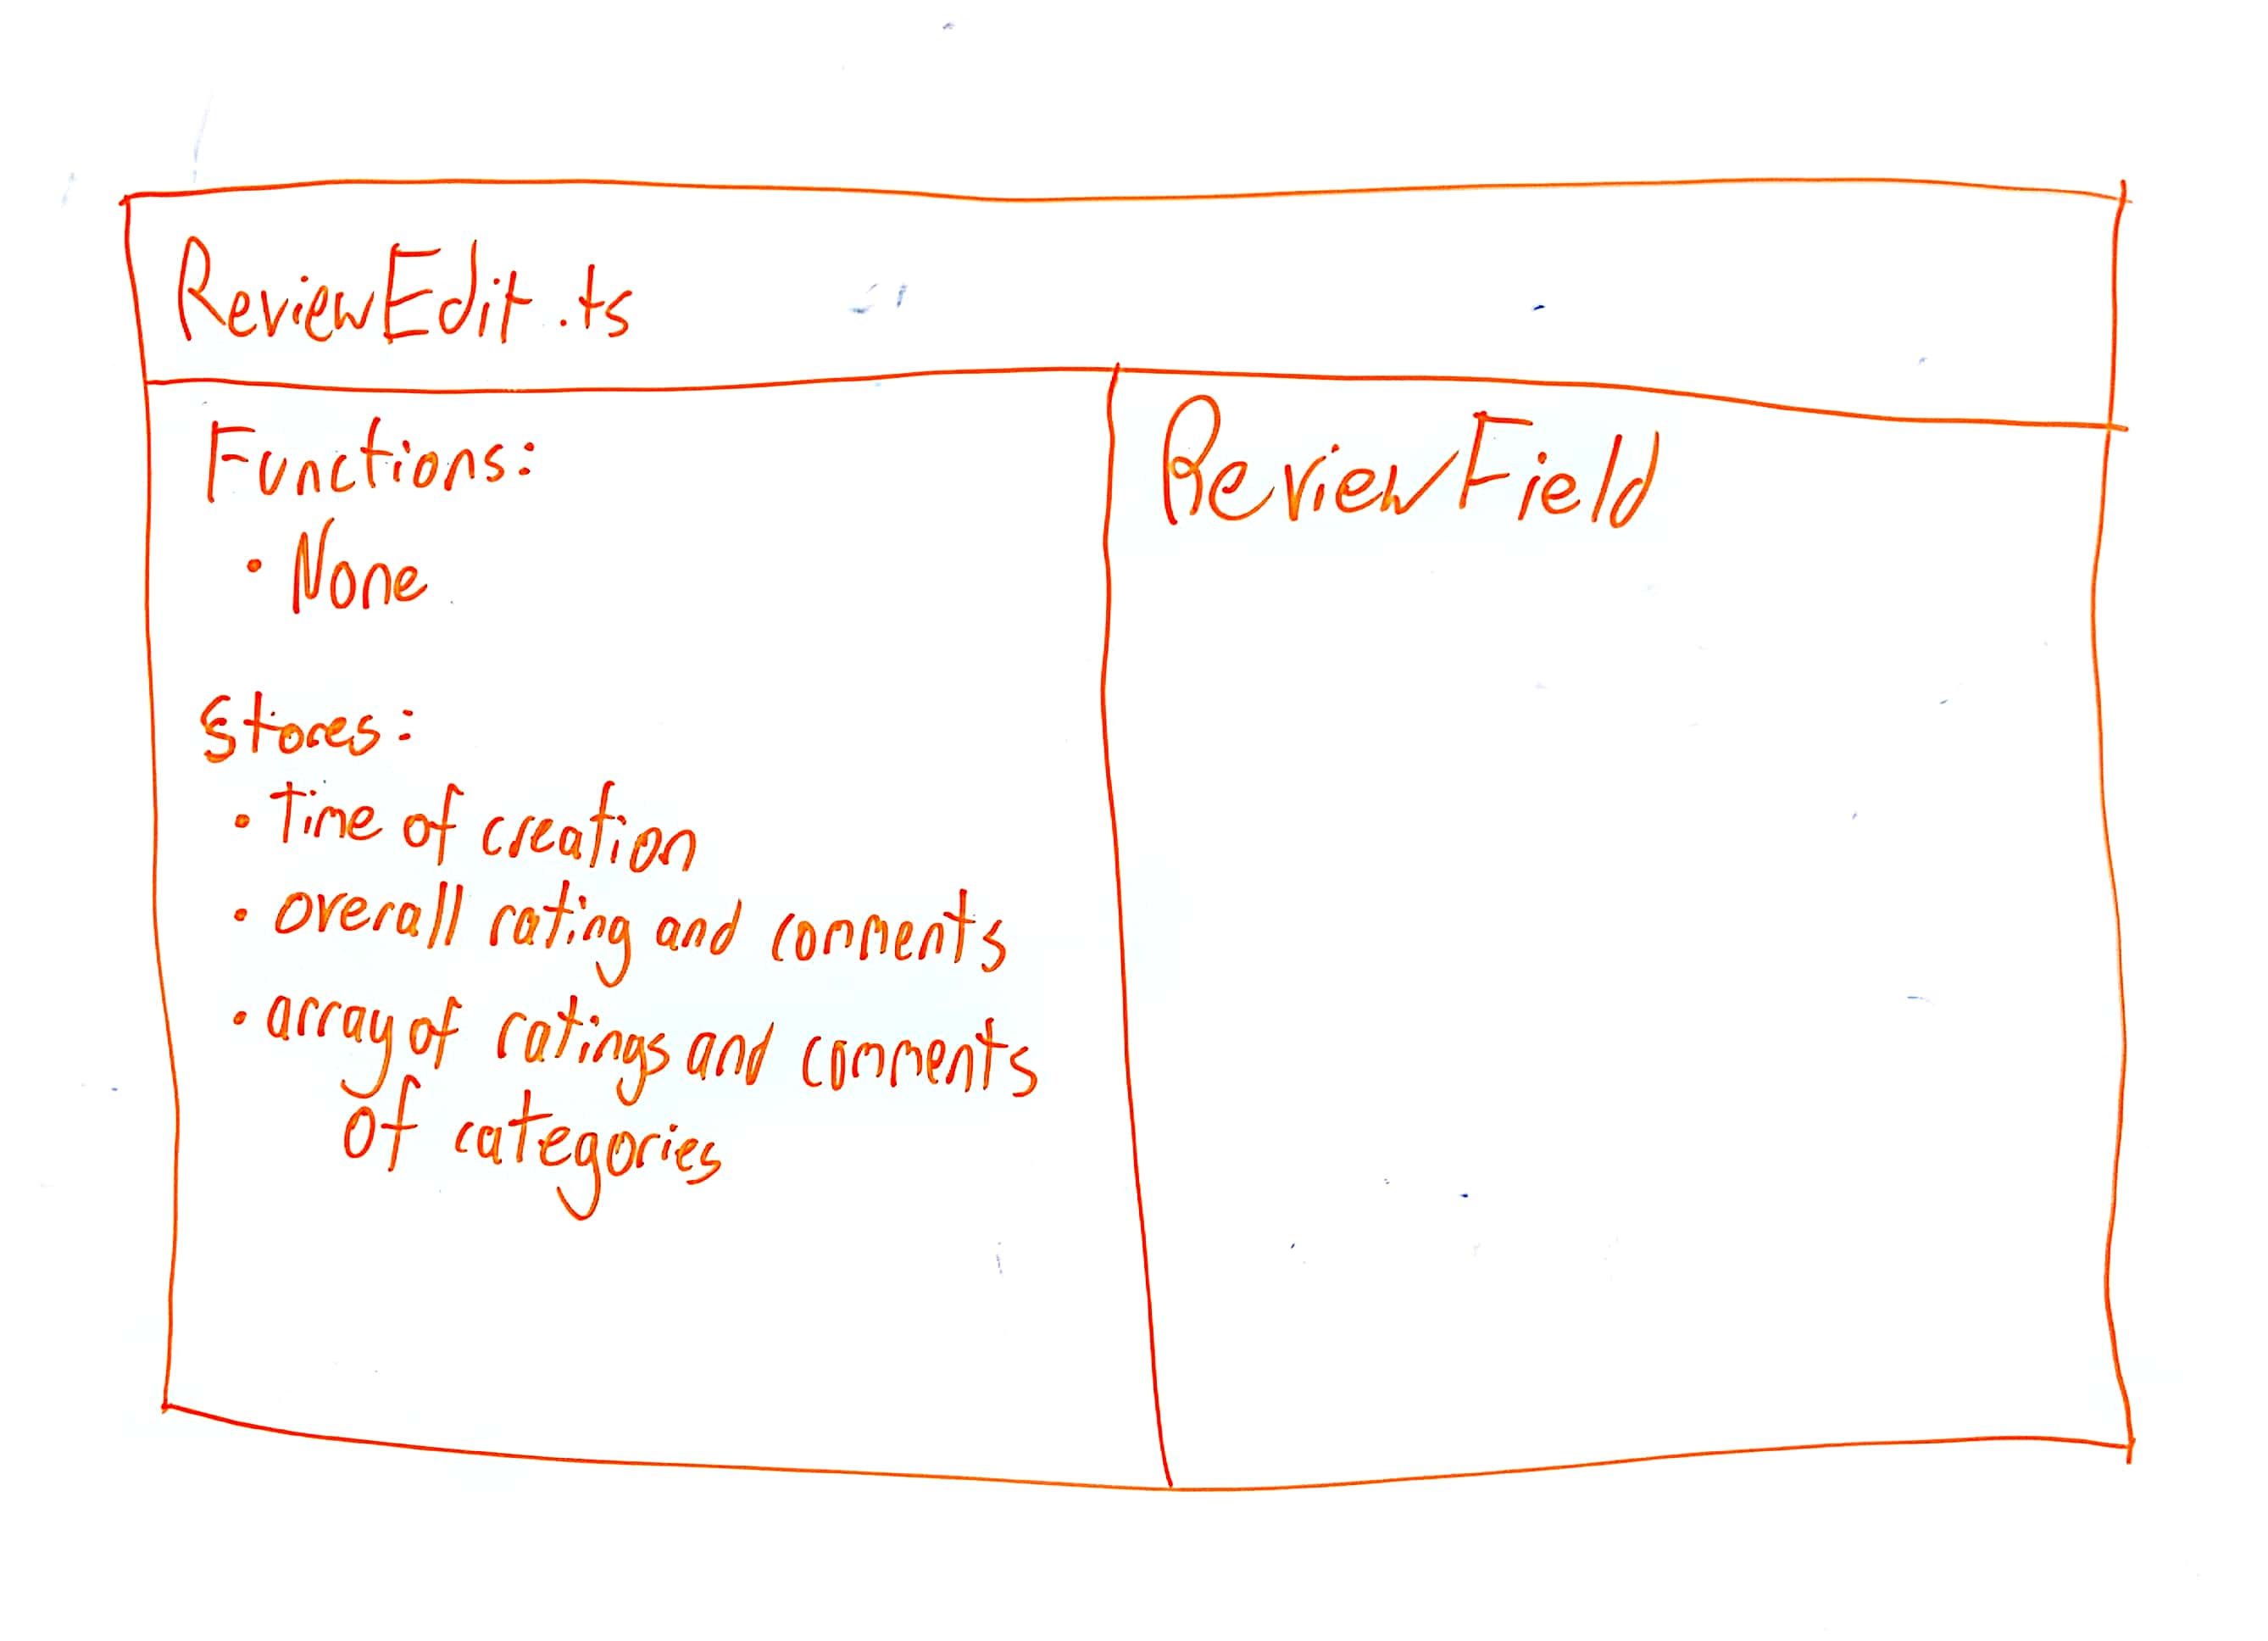 ReviewEdit.ts
Functions:
• None
Stores:
• Time of creation
• overall rating and comments
• array of ratings and comments
of categories
ReviewField